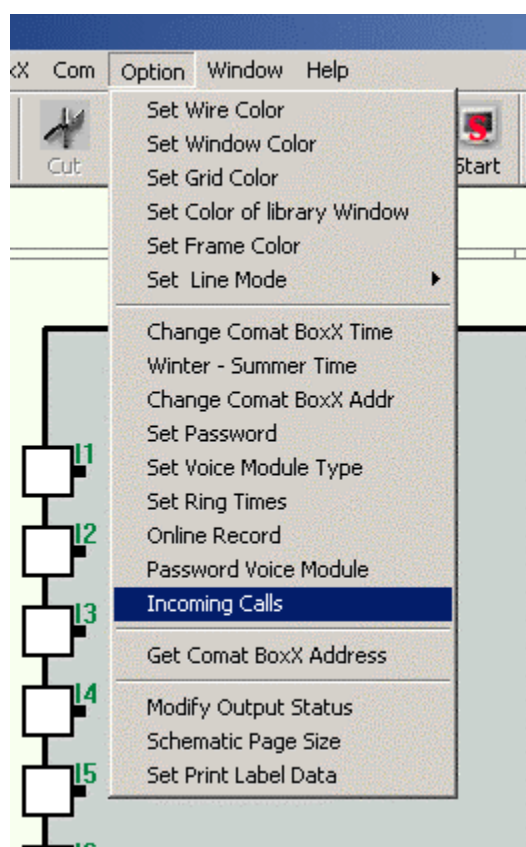 xX Com Option Window Help
Cut
Start
Set Wire Color
Set Window Color
Set Grid Color
Set Color of library Window
Set Frame Color
Set Line Mode
Change Comat BoxX Time
Winter - Summer Time
Change Comat BoxX Addr
Set Password
Set Voice Module Type
Set Ring Times
Online Record
Password Voice Module
Incoming Calls
Get Comat BoxX Address
Modify Output Status
Schematic Page Size
Set Print Label Data
I1
I2
I3
I4
I5